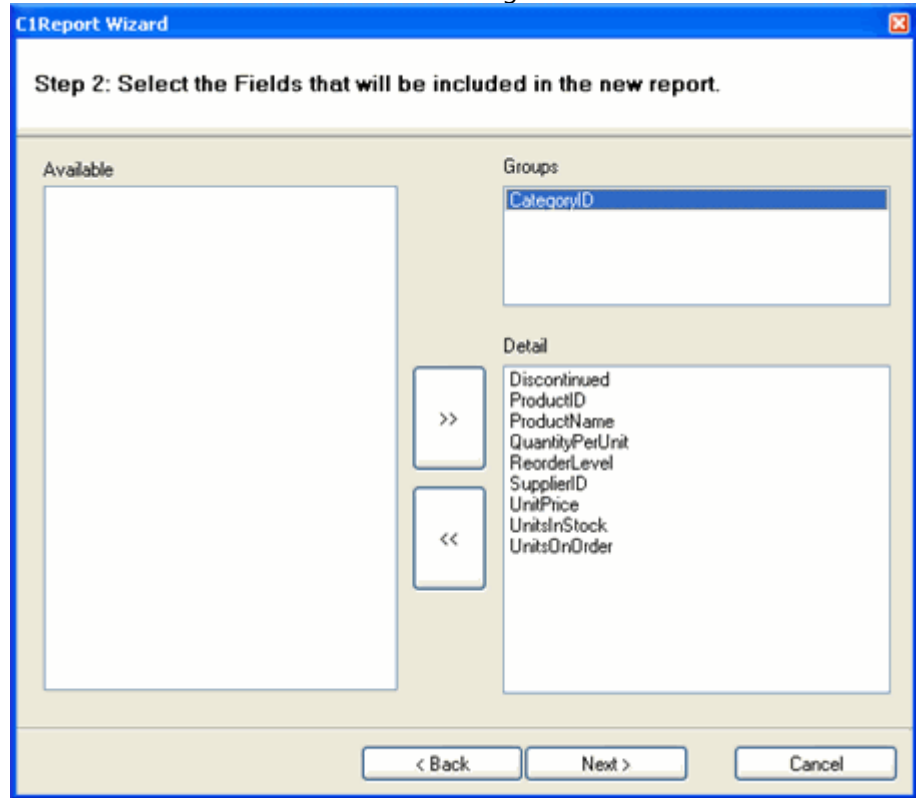 C1Report Wizard
Step 2: Select the Fields that will be included in the new report.
Available
Groups
CategoryID
Detail
Discontinued
ProductID
ProductName
QuantityPerUnit
ReorderLevel
SupplierID
UnitPrice
UnitsInStock
UnitsOnOrder
>>
<<
< Back
Next >
Cancel